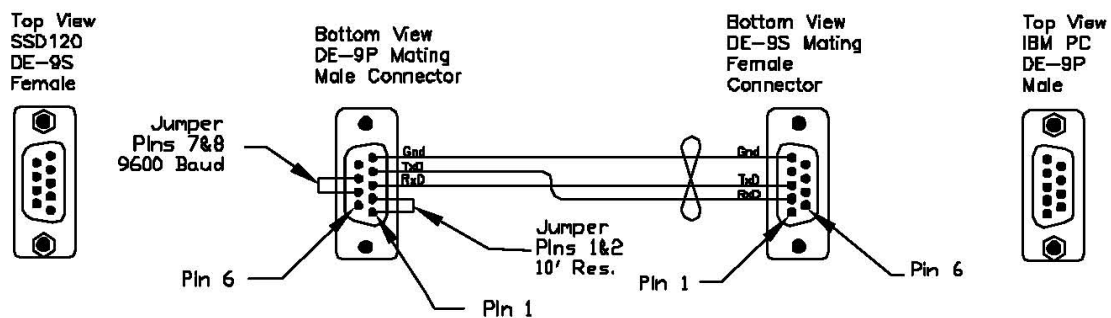 Top View
SSD120
DE-9S
Female
Bottom View
DE-9P Mating
Male Connector
Bottom View
DE-9S Mating
Female
Connector
Top View
IBM PC
DE-9P
Male
Jumper
Pins 7&8
9600 Baud
Gnd
TxD
RxD
Gnd
TxD
RxD
Jumper
Pins 1&2
10' Res.
Pin 6
Pin 1
Pin 1
Pin 6